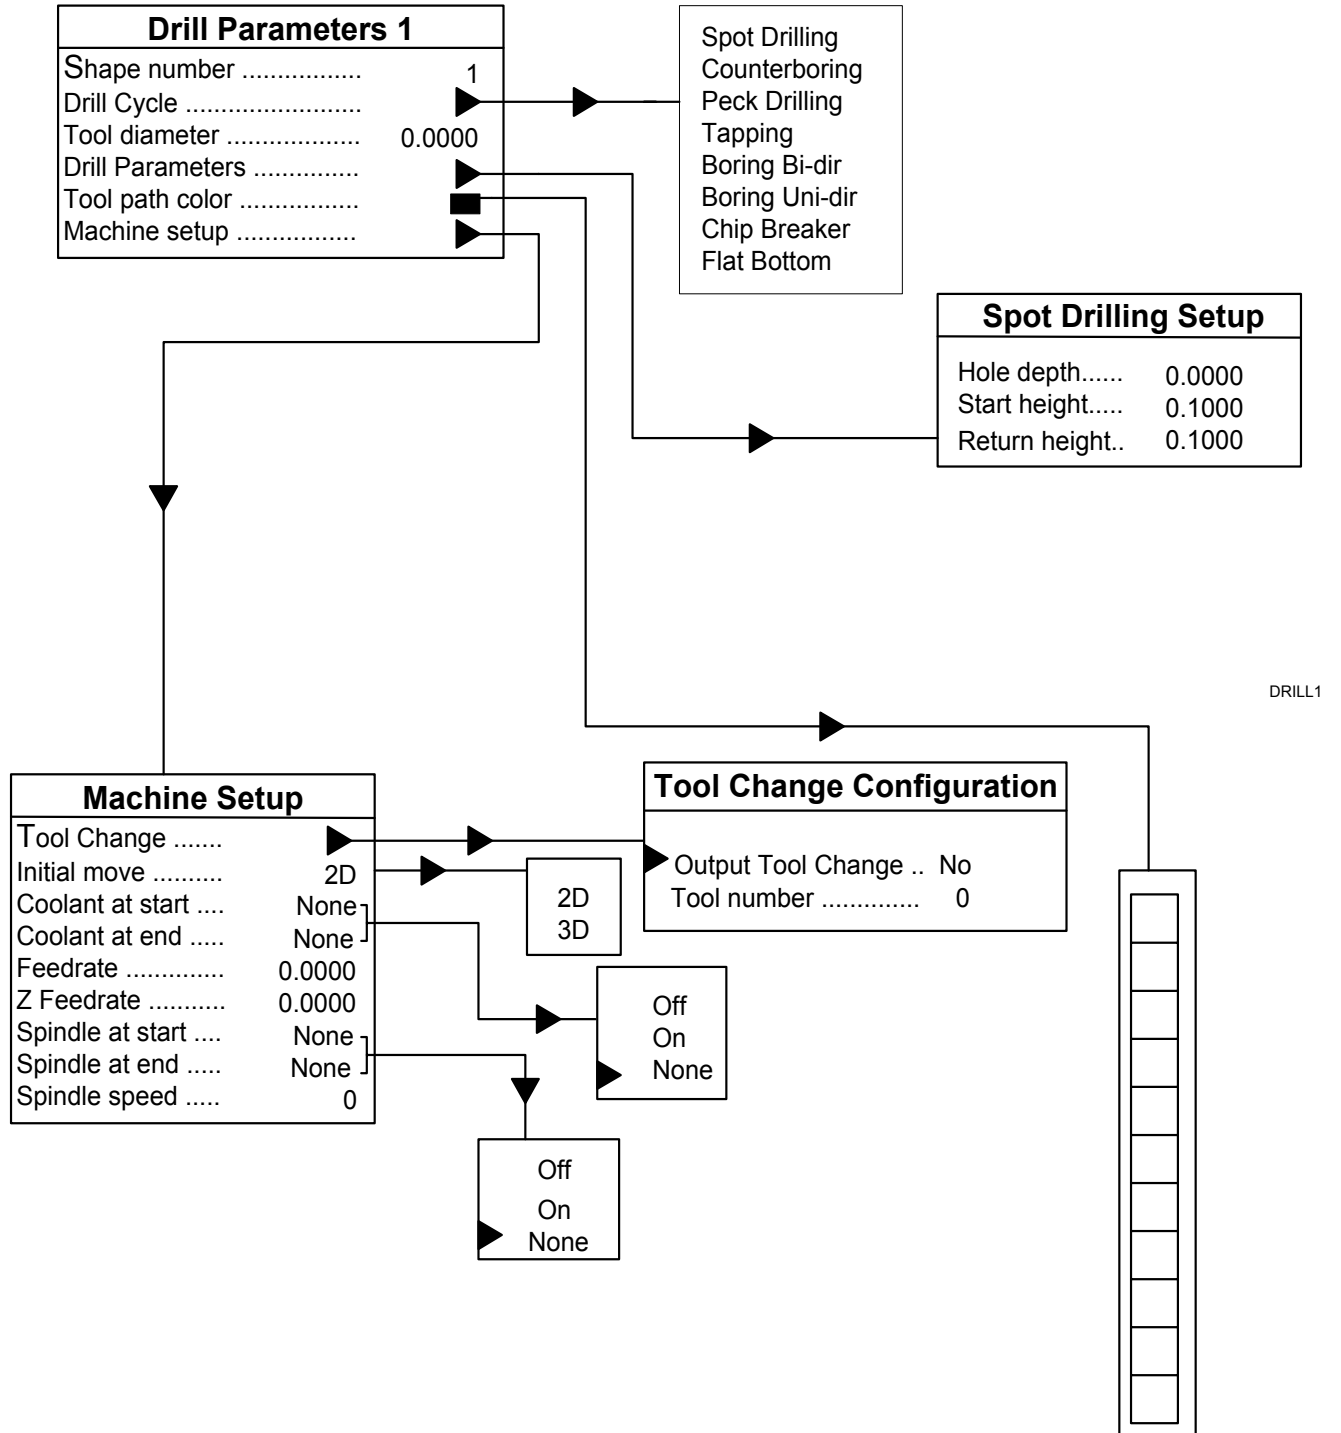 Drill Parameters 1
Shape number ................. 1
Drill Cycle .........................
Tool diameter ................... 0.0000
Drill Parameters ...............
Tool path color .................
Machine setup .................
Spot Drilling
Counterboring
Peck Drilling
Tapping
Boring Bi-dir
Boring Uni-dir
Chip Breaker
Flat Bottom
Spot Drilling Setup
Hole depth...... 0.0000
Start height..... 0.1000
Return height.. 0.1000
DRILL1
Machine Setup
Tool Change .......
Initial move .......... 2D
Coolant at start .... None
Coolant at end ..... None
Feedrate .............. 0.0000
Z Feedrate ........... 0.0000
Spindle at start .... None
Spindle at end ..... None
Spindle speed ..... 0
Tool Change Configuration
Output Tool Change .. No
Tool number .............. 0
2D
3D
Off
On
None
Off
On
None